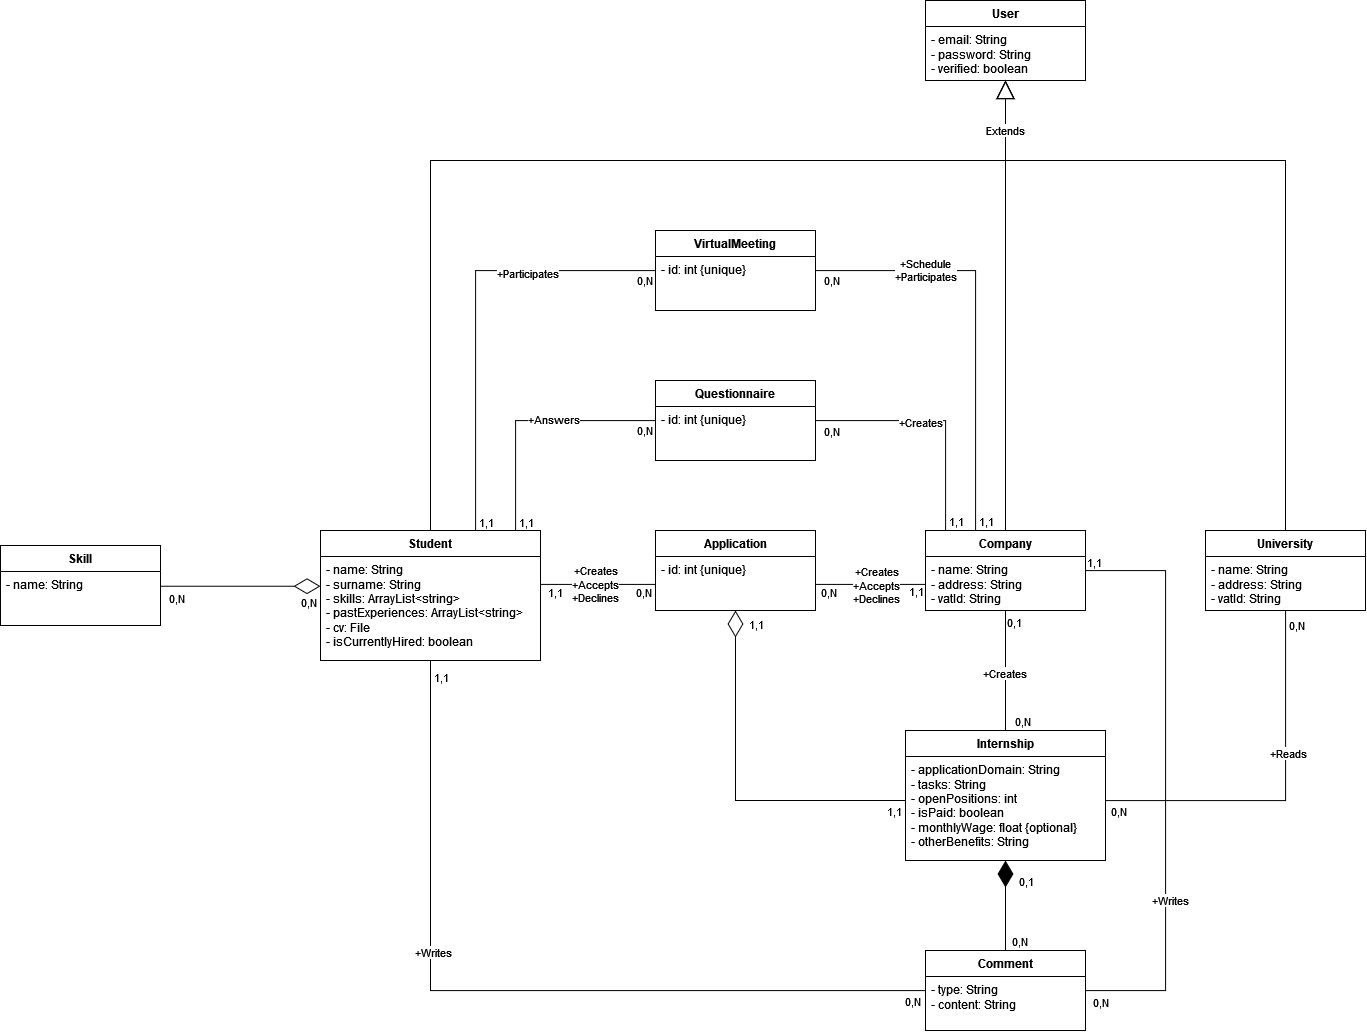 User
- email: String
- password: String
- verified: boolean
Extends
VirtualMeeting
- id: int {unique}
+Participates
0,N
+Schedule
+Participates
0,N
Questionnaire
- id: int {unique}
+Answers
0,N
+Creates
0,N
1,1
1,1
1,1
1,1
Skill
- name: String
0,N
0,N
Student
- name: String
- surname: String
- skills: ArrayList<string>
- pastExperiences: ArrayList<string>
- cv: File
- isCurrentlyHired: boolean
+Creates
+Accepts
+Declines
1,1
0,N
Application
- id: int {unique}
1,1
+Creates
+Accepts
+Declines
0,N
1,1
Company
- name: String
- address: String
- vatId: String
1,1
0,1
University
- name: String
- address: String
- vatId: String
0,N
1,1
+Creates
0,N
Internship
- applicationDomain: String
- tasks: String
- openPositions: int
- isPaid: boolean
- monthlyWage: float {optional}
- otherBenefits: String
+Reads
1,1
0,N
0,1
+Writes
0,N
+Writes
Comment
- type: String
- content: String
0,N
0,N